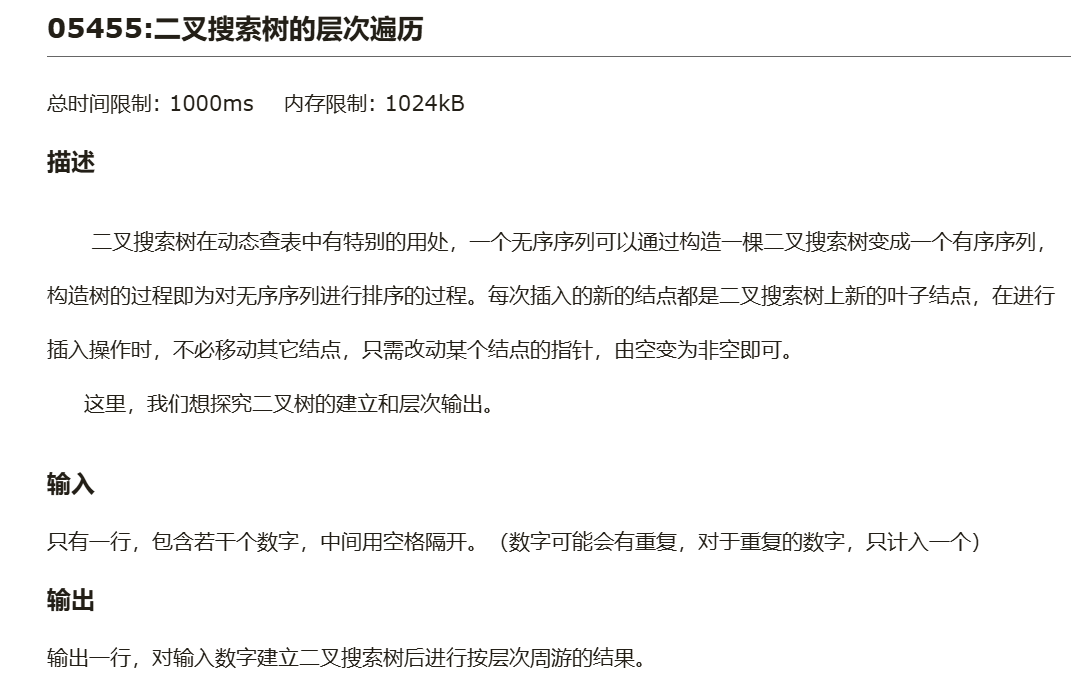 05455:二叉搜索树的层次遍历
总时间限制: 1000ms 内存限制: 1024kB
描述
二叉搜索树在动态查表中有特别的用处，一个无序序列可以通过构造一棵二叉搜索树变成一个有序序列，
构造树的过程即为对无序序列进行排序的过程。每次插入的新的结点都是二叉搜索树上新的叶子结点，在进行
插入操作时，不必移动其它结点，只需改动某个结点的指针，由空变为非空即可。
这里，我们想探究二叉树的建立和层次输出。
输入
只有一行，包含若干个数字，中间用空格隔开。（数字可能会有重复，对于重复的数字，只计入一个）
输出
输出一行，对输入数字建立二叉搜索树后进行按层次周游的结果。